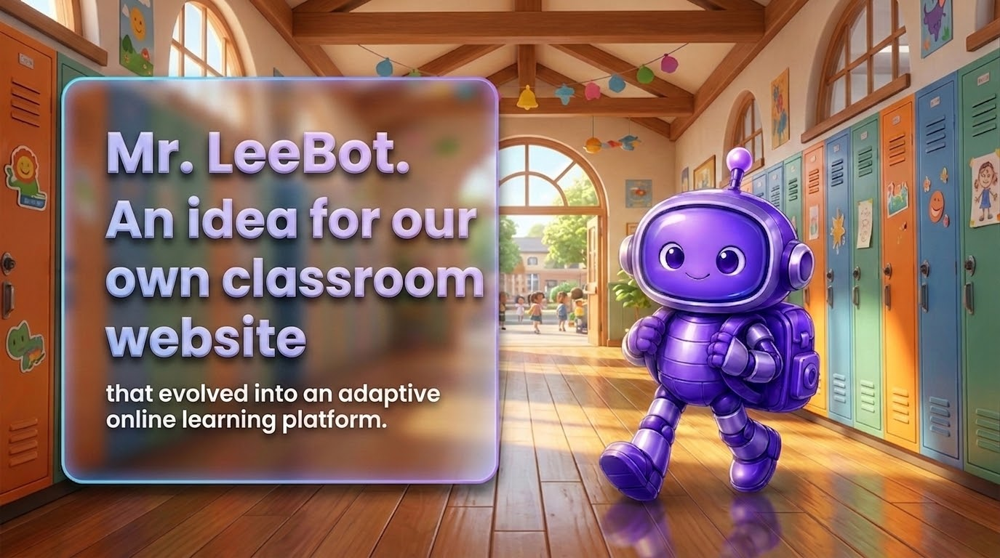 Mr. LeeBot.
An idea for our
own classroom
website
that evolved into an adaptive
online learning platform.